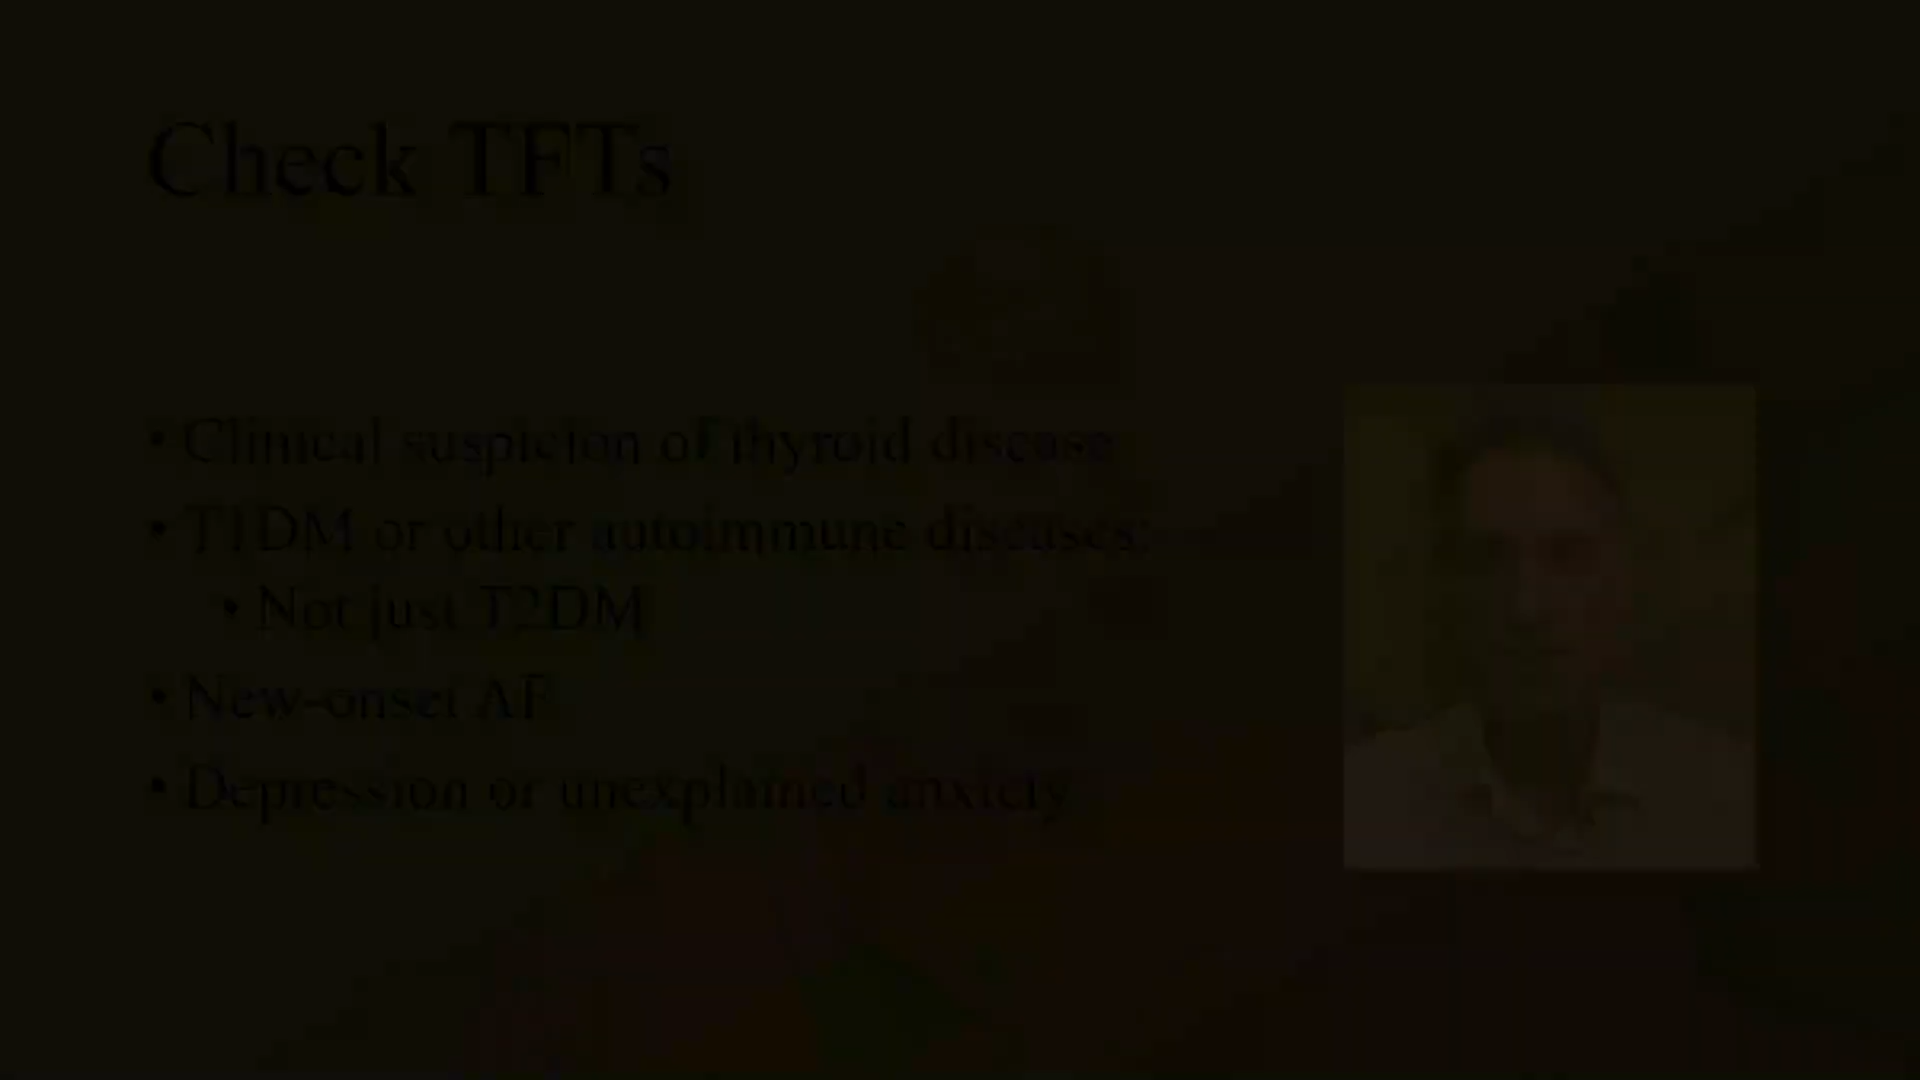 Check TFTs
• Clinical suspicion of thyroid disease
• T1DM or other autoimmune diseases:
• Not just T2DM
• New-onset AF
• Depression or unexplained anxiety